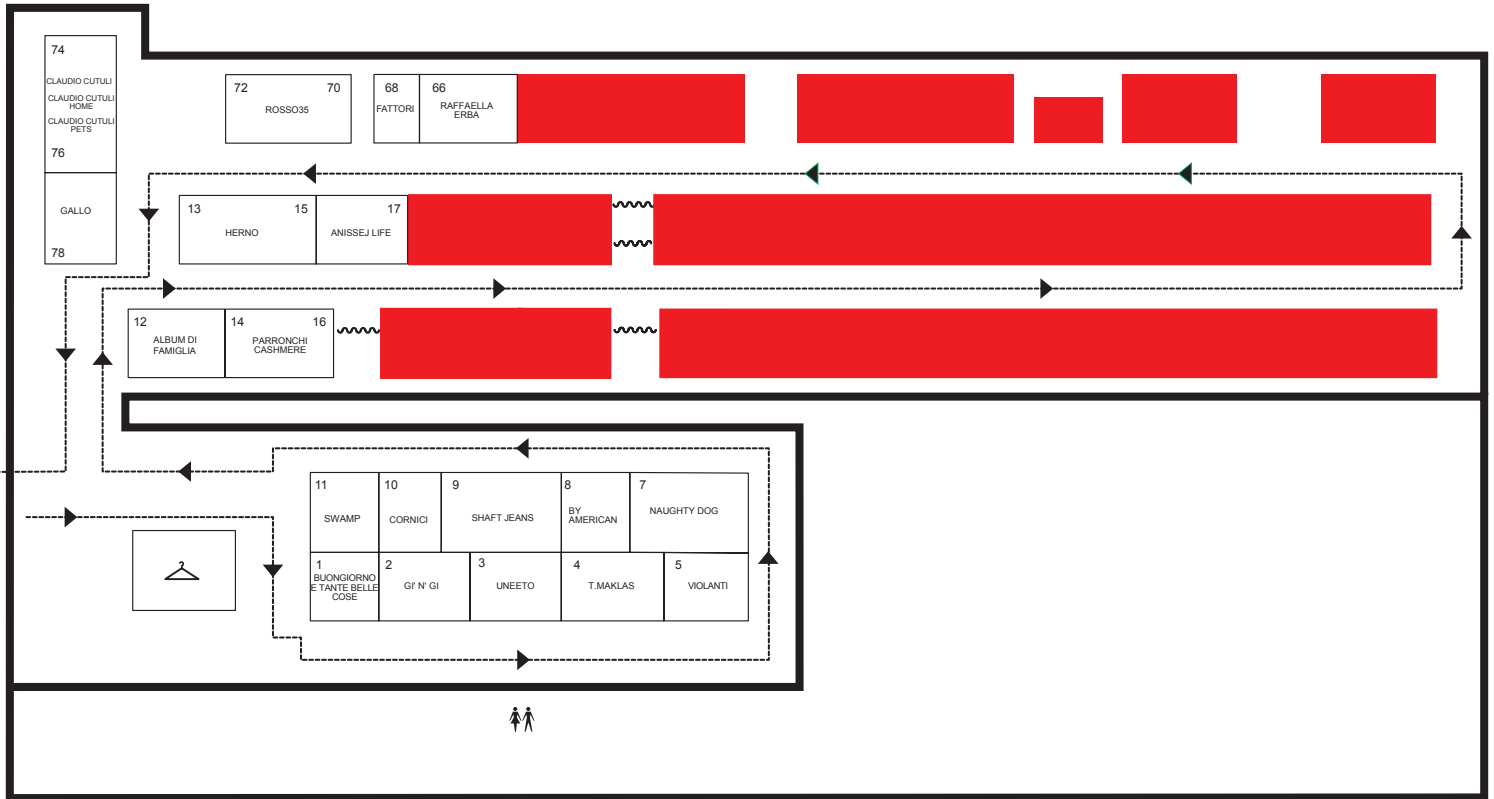 74
CLAUDIO CUTULI
CLAUDIO CUTULI
HOME
CLAUDIO CUTULI
PETS
76
GALLO
78
72 70
ROSSO35
68
FATTORI
66
RAFFAELLA
ERBA
13 15
HERNO
17
ANISSEJ LIFE
12
ALBUM DI
FAMIGLIA
14 16
PARRONCHI
CASHMERE
11
SWAMP
10
CORNICI
9
SHAFT JEANS
8
BY
AMERICAN
7
NAUGHTY DOG
1
BUONGIORNO
E TANTE BELLE
COSE
2
GI' N' GI
3
UNEETO
4
T.MAKLAS
5
VIOLANTI